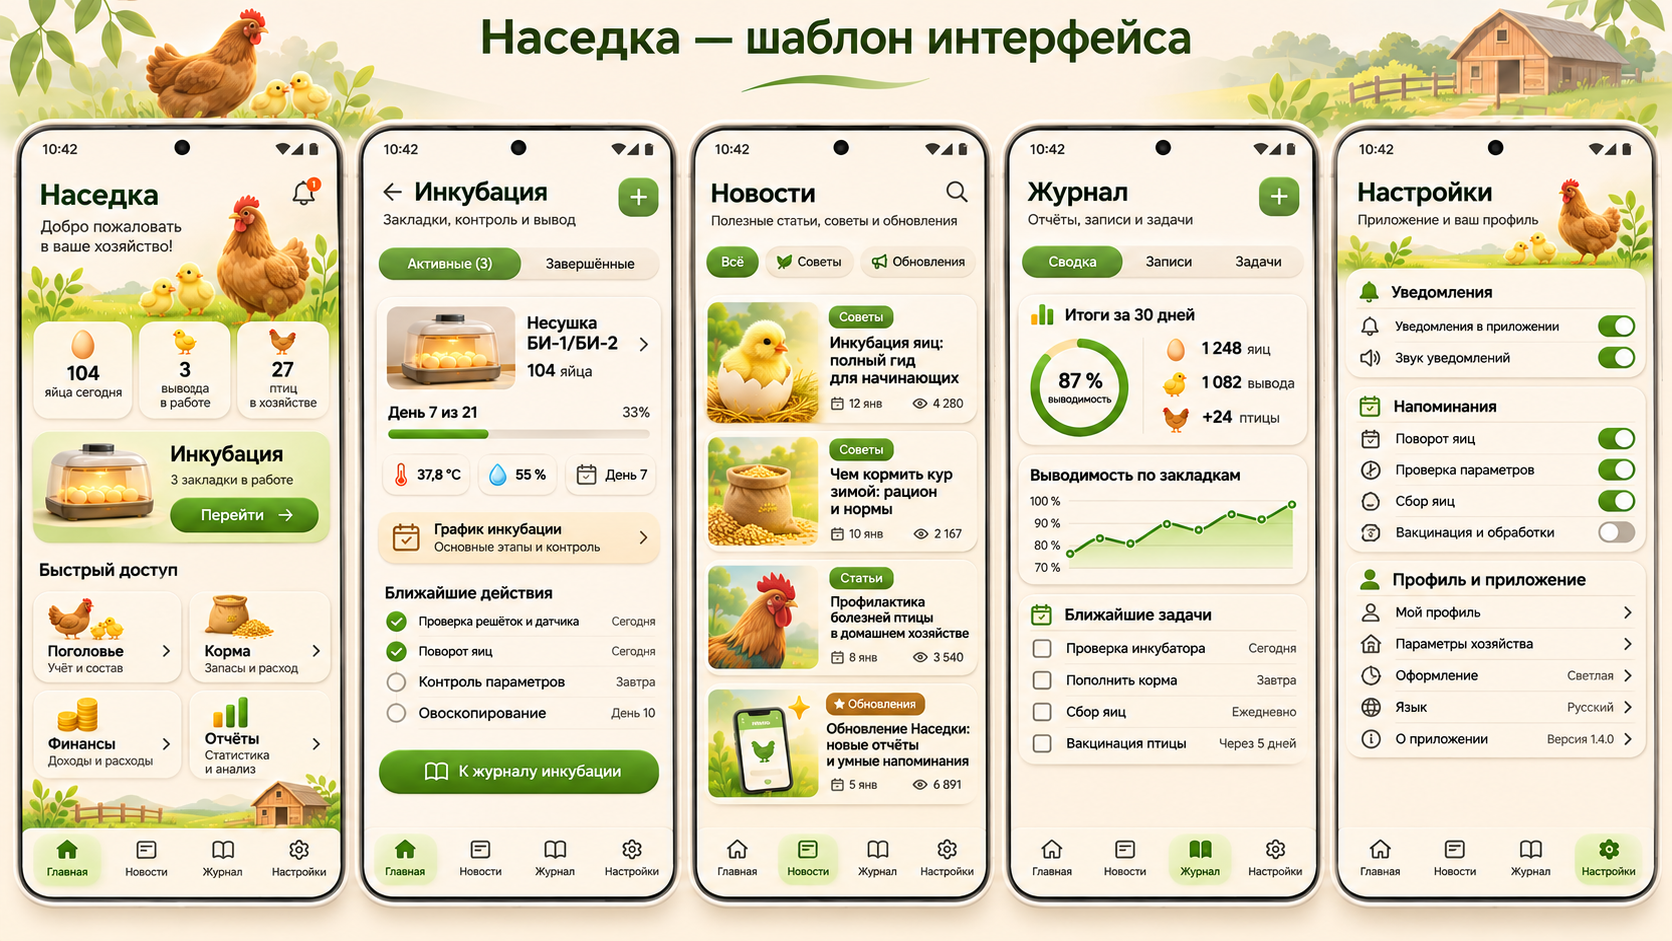 Наседка — шаблон интерфейса
10:42
Наседка
1
Добро пожаловать
в ваше хозяйство!
104
яйца сегодня
3
вывода
в работе
27
птиц
в хозяйстве
Инкубация
3 закладки в работе
Перейти →
Быстрый доступ
Поголовье
Учёт и состав
Корма
Запасы и расход
Финансы
Доходы и расходы
Отчёты
Статистика
и анализ
Главная
Новости
Журнал
Настройки
10:42
← Инкубация
+
Закладки, контроль и вывод
Активные (3)
Завершённые
Несушка
БИ-1/БИ-2
104 яйца
День 7 из 21
33%
37,8 °C
55 %
День 7
График инкубации
Основные этапы и контроль
Ближайшие действия
Проверка решёток и датчика
Сегодня
Поворот яиц
Сегодня
Контроль параметров
Завтра
Овоскопирование
День 10
К журналу инкубации
Главная
Новости
Журнал
Настройки
10:42
Новости
Полезные статьи, советы и обновления
Всё
Советы
Обновления
Советы
Инкубация яиц:
полный гид
для начинающих
12 янв
4 280
Советы
Чем кормить кур
зимой: рацион
и нормы
10 янв
2 167
Статьи
Профилактика
болезней птицы
в домашнем хозяйстве
8 янв
3 540
Обновления
Обновление Наседки:
новые отчёты
и умные напоминания
5 янв
6 891
Главная
Новости
Журнал
Настройки
10:42
Журнал
+
Отчёты, записи и задачи
Сводка
Записи
Задачи
Итоги за 30 дней
87 %
выводимость
1 248 яиц
1 082 вывода
+24 птицы
Выводимость по закладкам
100 %
90 %
80 %
70 %
Ближайшие задачи
Проверка инкубатора
Сегодня
Пополнить корма
Завтра
Сбор яиц
Ежедневно
Вакцинация птицы
Через 5 дней
Главная
Новости
Журнал
Настройки
10:42
Настройки
Приложение и ваш профиль
Уведомления
Уведомления в приложении
Звук уведомлений
Напоминания
Поворот яиц
Проверка параметров
Сбор яиц
Вакцинация и обработки
Профиль и приложение
Мой профиль
Параметры хозяйства
Оформление
Светлая
Язык
Русский
О приложении
Версия 1.4.0
Главная
Новости
Журнал
Настройки